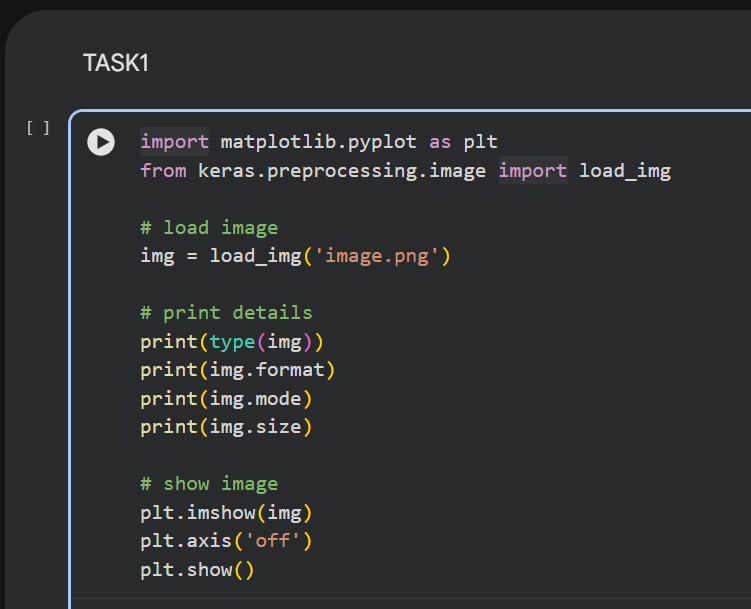 TASK1
[ ]
import matplotlib.pyplot as plt
from keras.preprocessing.image import load_img
# load image
img = load_img('image.png')
# print details
print(type(img))
print(img.format)
print(img.mode)
print(img.size)
# show image
plt.imshow(img)
plt.axis('off')
plt.show()